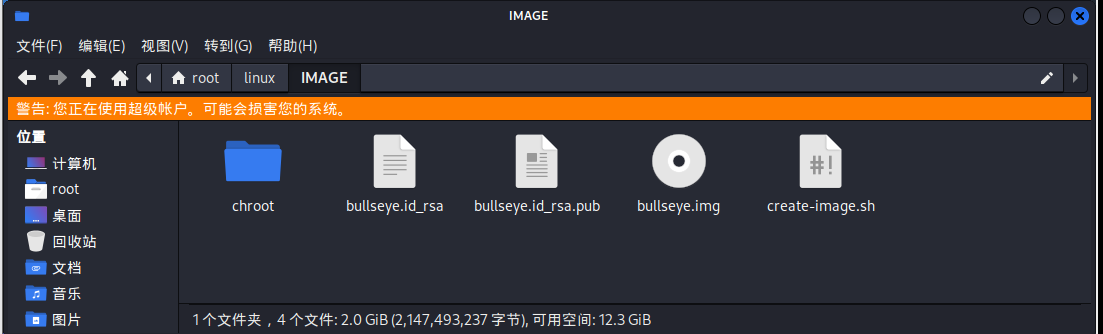 IMAGE
文件(F) 编辑(E) 视图(V) 转到(G) 帮助(H)
root linux IMAGE
警告: 您正在使用超级帐户。可能会损害您的系统。
位置
计算机
root
桌面
回收站
文档
音乐
图片
chroot bullseye.id_rsa bullseye.id_rsa.pub bullseye.img create-image.sh
#!
1 个文件夹，4 个文件: 2.0 GiB (2,147,493,237 字节), 可用空间: 12.3 GiB